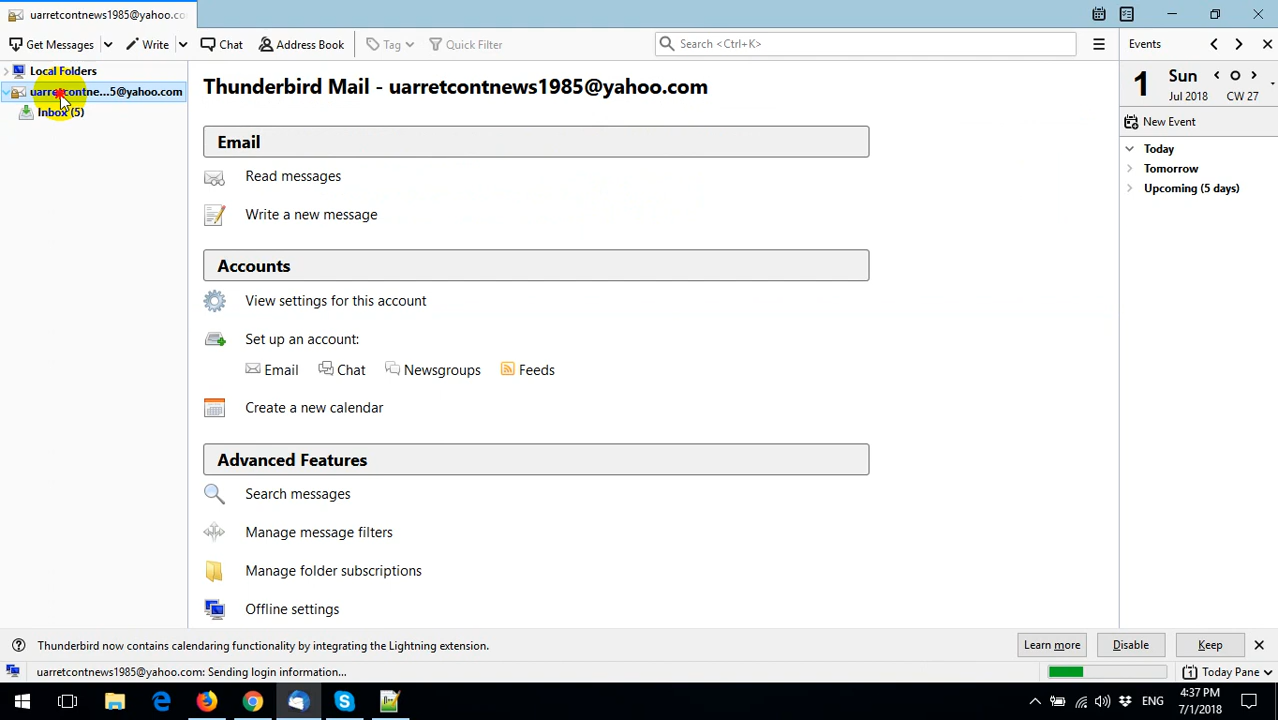 uarretcontnews1985@yahoo.co
Get Messages Write Chat Address Book Tag Quick Filter Search <Ctrl+K> Events
Local Folders
uarretcontne...5@yahoo.com
Inbox (5)
Thunderbird Mail - uarretcontnews1985@yahoo.com
Email
Read messages
Write a new message
Accounts
View settings for this account
Set up an account:
Email Chat Newsgroups Feeds
Create a new calendar
Advanced Features
Search messages
Manage message filters
Manage folder subscriptions
Offline settings
1 Sun
Jul 2018 CW 27
New Event
Today
Tomorrow
Upcoming (5 days)
Thunderbird now contains calendaring functionality by integrating the Lightning extension. Learn more Disable Keep
uarretcontnews1985@yahoo.com: Sending login information... 1 Today Pane
ENG 4:37 PM
7/1/2018